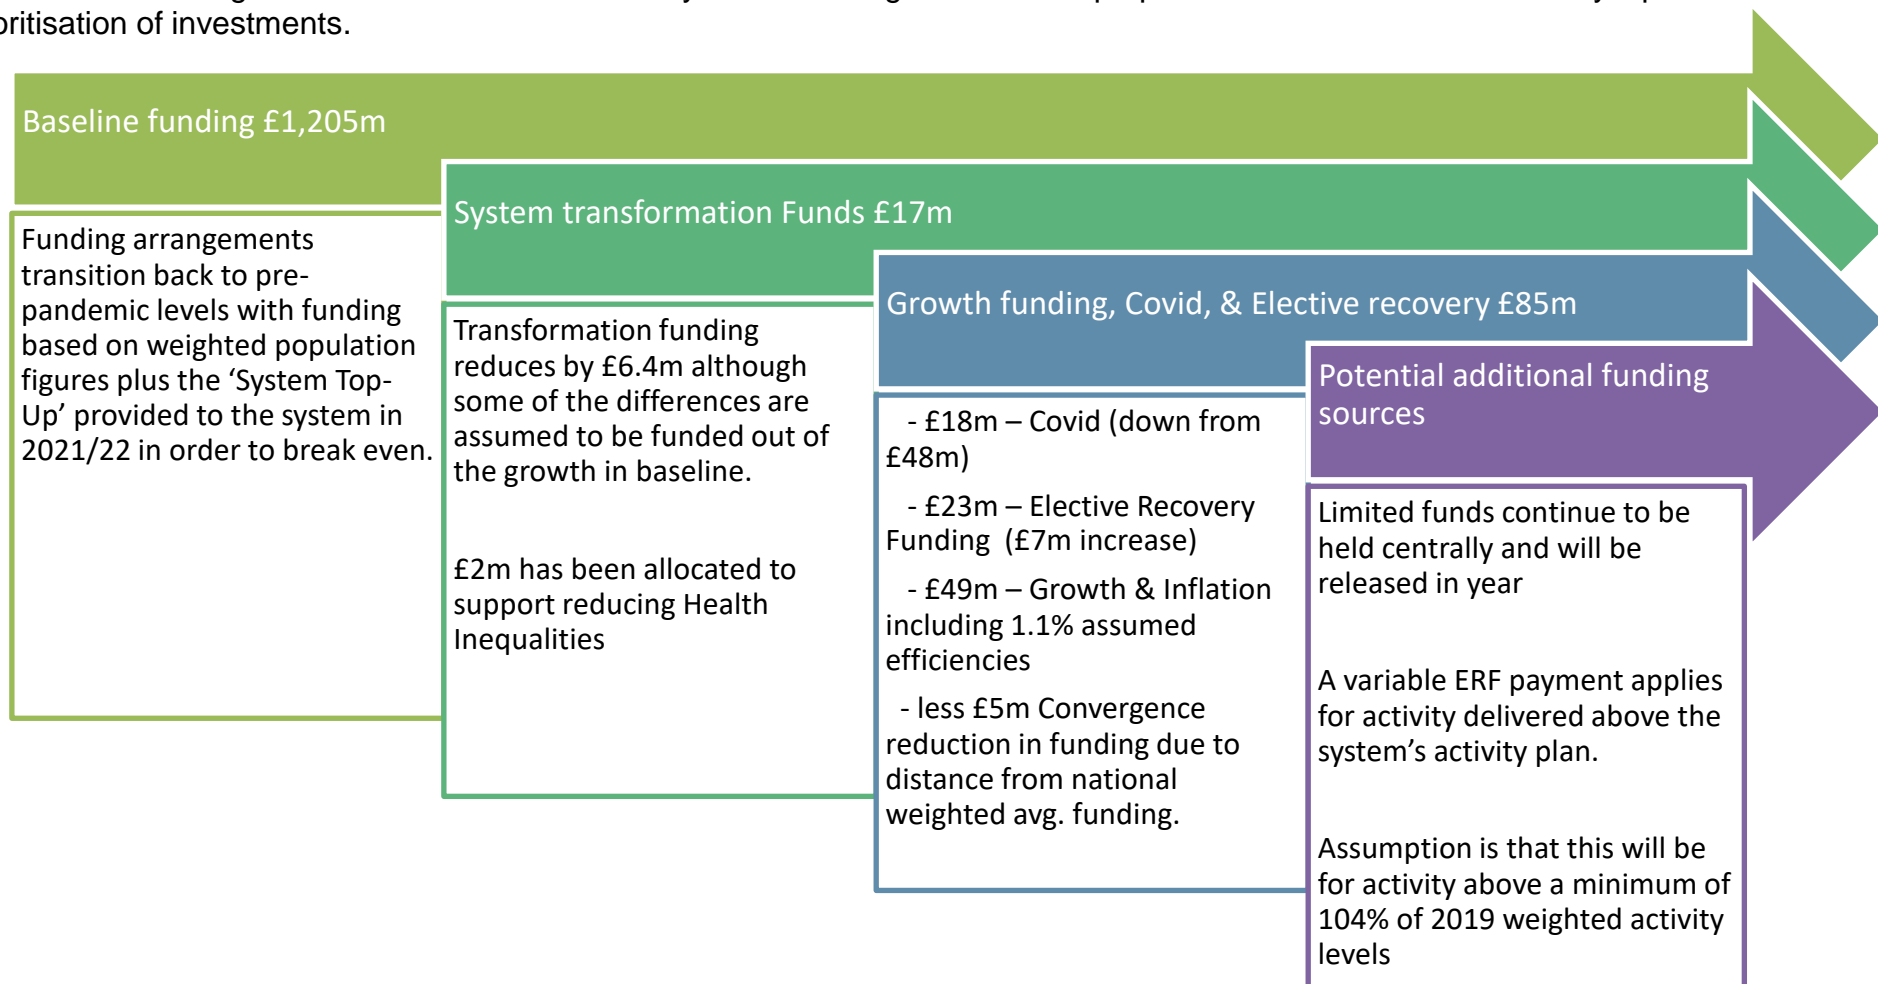 oritisation of investments.
Baseline funding £1,205m
Funding arrangements
transition back to pre-
pandemic levels with funding
based on weighted population
figures plus the ‘System Top-
Up’ provided to the system in
2021/22 in order to break even.
System transformation Funds £17m
Transformation funding
reduces by £6.4m although
some of the differences are
assumed to be funded out of
the growth in baseline.
£2m has been allocated to
support reducing Health
Inequalities
Growth funding, Covid, & Elective recovery £85m
- £18m – Covid (down from
£48m)
- £23m – Elective Recovery
Funding (£7m increase)
- £49m – Growth & Inflation
including 1.1% assumed
efficiencies
- less £5m Convergence
reduction in funding due to
distance from national
weighted avg. funding.
Potential additional funding
sources
Limited funds continue to be
held centrally and will be
released in year
A variable ERF payment applies
for activity delivered above the
system’s activity plan.
Assumption is that this will be
for activity above a minimum of
104% of 2019 weighted activity
levels